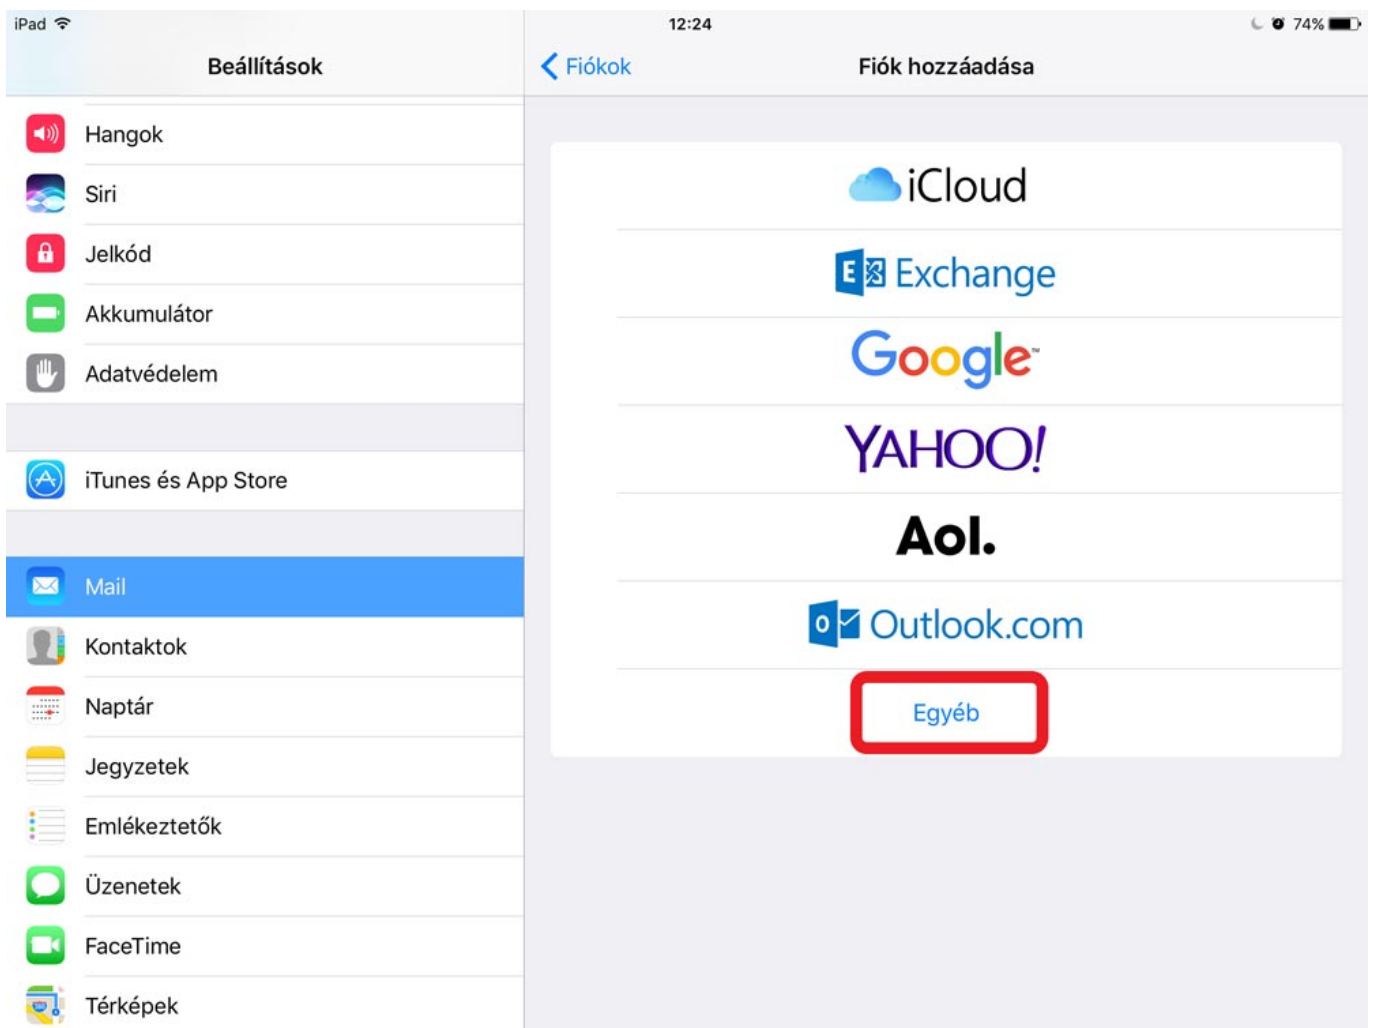 iPad
12:24
74%
Beállítások
Fiókok
Fiók hozzáadása
Hangok
Siri
Jelkód
Akkumulátor
Adatvédelem
iTunes és App Store
Mail
Kontaktok
Naptár
Jegyzetek
Emlékeztetők
Üzenetek
FaceTime
Térképek
iCloud
E Exchange
Google™
YAHOO!
Aol.
o Outlook.com
Egyéb